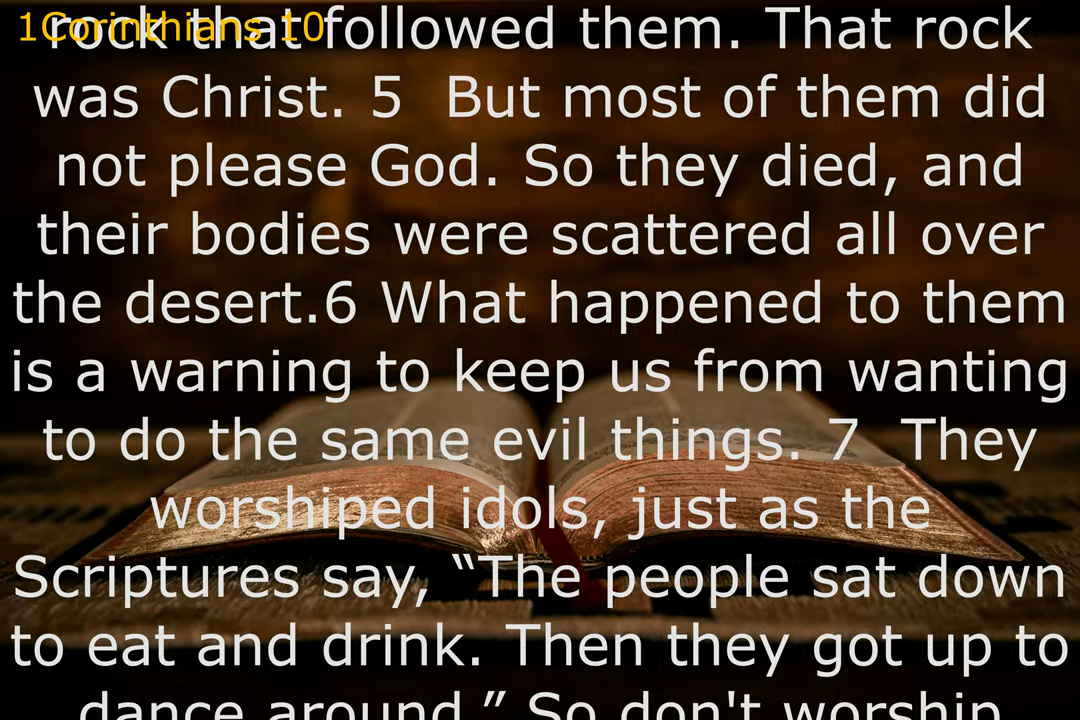 1Corinthians 10
rock that followed them. That rock
was Christ. 5 But most of them did
not please God. So they died, and
their bodies were scattered all over
the desert.6 What happened to them
is a warning to keep us from wanting
to do the same evil things. 7 They
worshiped idols, just as the
Scriptures say, “The people sat down
to eat and drink. Then they got up to
dance around.” So don't worship